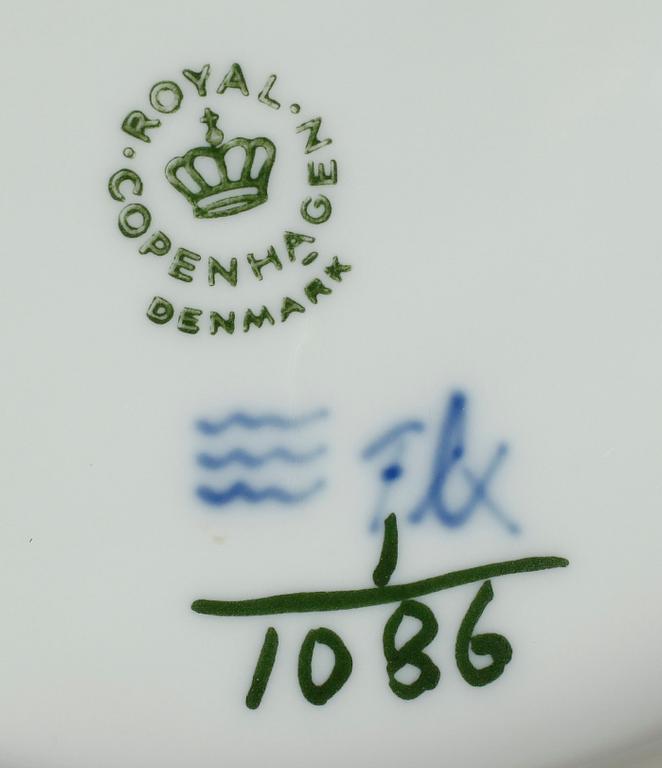 ROYAL · COPENHAGEN
DENMARK
1
1086